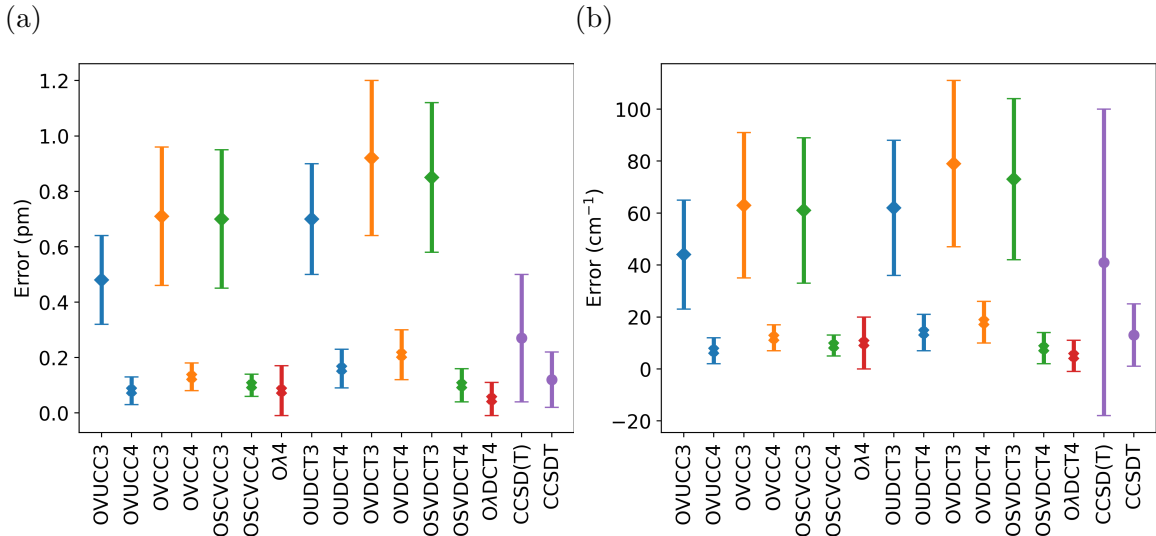 (a)
(b)
Error (pm)
1.2
1.0
0.8
0.6
0.4
0.2
0.0
OVUCC3
OVUCC4
OVCC3
OVCC4
OSCVCC3
OSCVCC4
Oλ4
OUDCT3
OUDCT4
OVDCT3
OVDCT4
OSVDCT3
OSVDCT4
OλDCT4
CCSD(T)
CCSDT
Error (cm⁻¹)
100
80
60
40
20
0
−20
OVUCC3
OVUCC4
OVCC3
OVCC4
OSCVCC3
OSCVCC4
Oλ4
OUDCT3
OUDCT4
OVDCT3
OVDCT4
OSVDCT3
OSVDCT4
OλDCT4
CCSD(T)
CCSDT